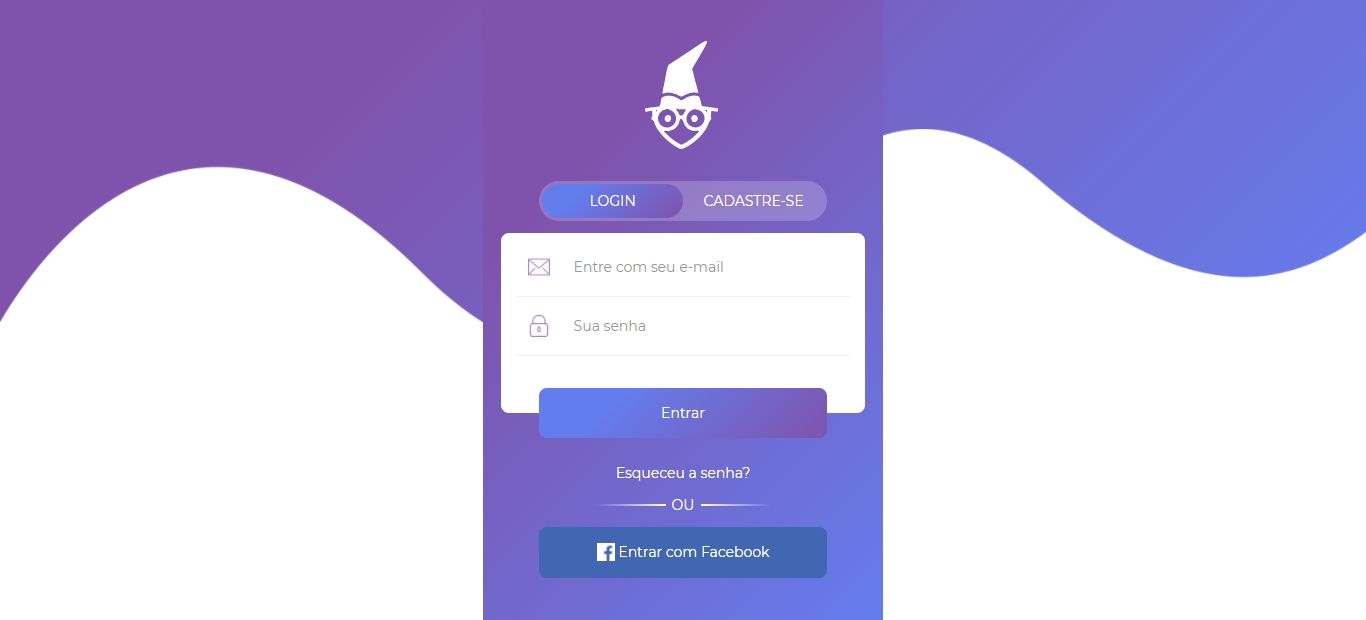 LOGIN CADASTRE-SE
Entre com seu e-mail
Sua senha
Entrar
Esqueceu a senha?
OU
Entrar com Facebook